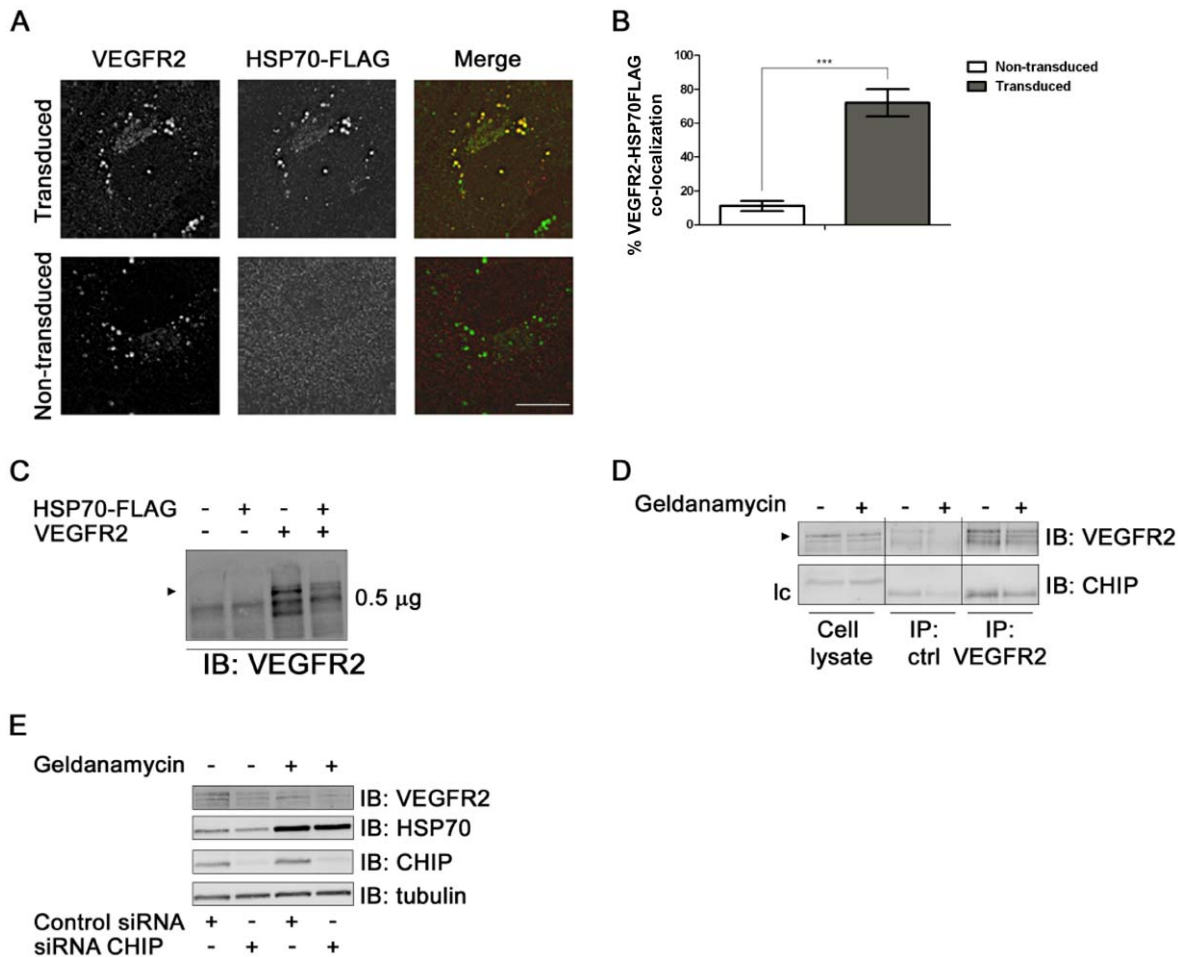 A
VEGFR2 HSP70-FLAG Merge
Transduced
Non-transduced
B
% VEGFR2-HSP70FLAG
co-localization
100
80
60
40
20
0
***
Non-transduced
Transduced
C
HSP70-FLAG - + - +
VEGFR2 - - + +
0.5 µg
IB: VEGFR2
D
Geldanamycin - + - + - +
IB: VEGFR2
Ic IB: CHIP
Cell
lysate
IP:
ctrl
IP:
VEGFR2
E
Geldanamycin - - + +
IB: VEGFR2
IB: HSP70
IB: CHIP
IB: tubulin
Control siRNA + - + -
siRNA CHIP - + - +